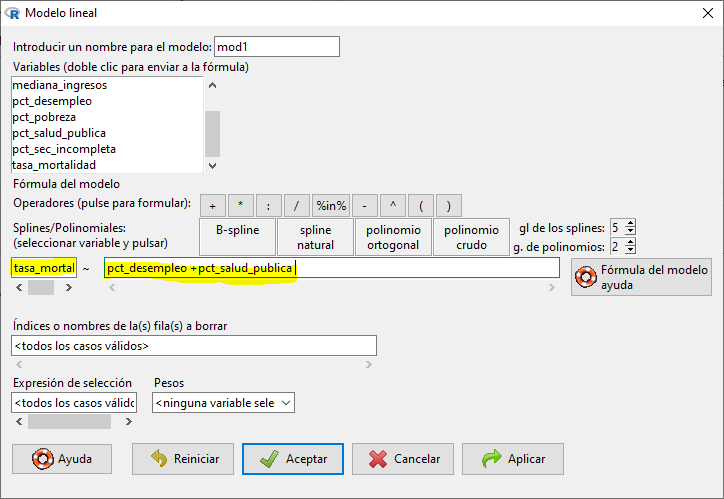 Modelo lineal
Introducir un nombre para el modelo: mod1
Variables (doble clic para enviar a la fórmula)
mediana_ingresos
pct_desempleo
pct_pobreza
pct_salud_publica
pct_sec_incompleta
tasa_mortalidad
Fórmula del modelo
Operadores (pulse para formular): + * : / %in% - ^ ( )
Splines/Polinomiales:
(seleccionar variable y pulsar)
B-spline
spline
natural
polinomio
ortogonal
polinomio
crudo
gl de los splines: 5
g. de polinomios: 2
tasa_mortal ~ pct_desempleo + pct_salud_publica
Fórmula del modelo
ayuda
Índices o nombres de la(s) fila(s) a borrar
<todos los casos válidos>
Expresión de selección Pesos
<todos los casos válido <ninguna variable sele
Ayuda Reiniciar Aceptar Cancelar Aplicar